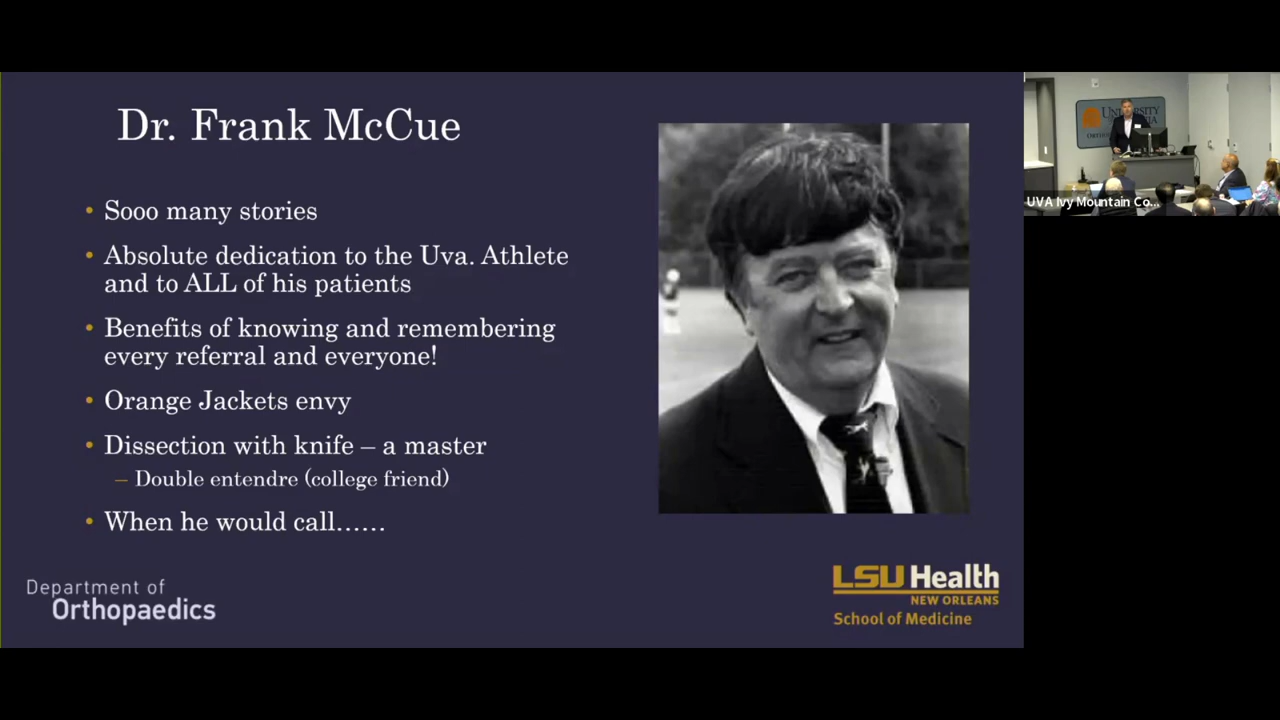 Dr. Frank McCue
• Sooo many stories
• Absolute dedication to the Uva. Athlete
and to ALL of his patients
• Benefits of knowing and remembering
every referral and everyone!
• Orange Jackets envy
• Dissection with knife – a master
– Double entendre (college friend)
• When he would call……
Department of
Orthopaedics
LSU Health
NEW ORLEANS
School of Medicine
UVA Ivy Mountain Co...